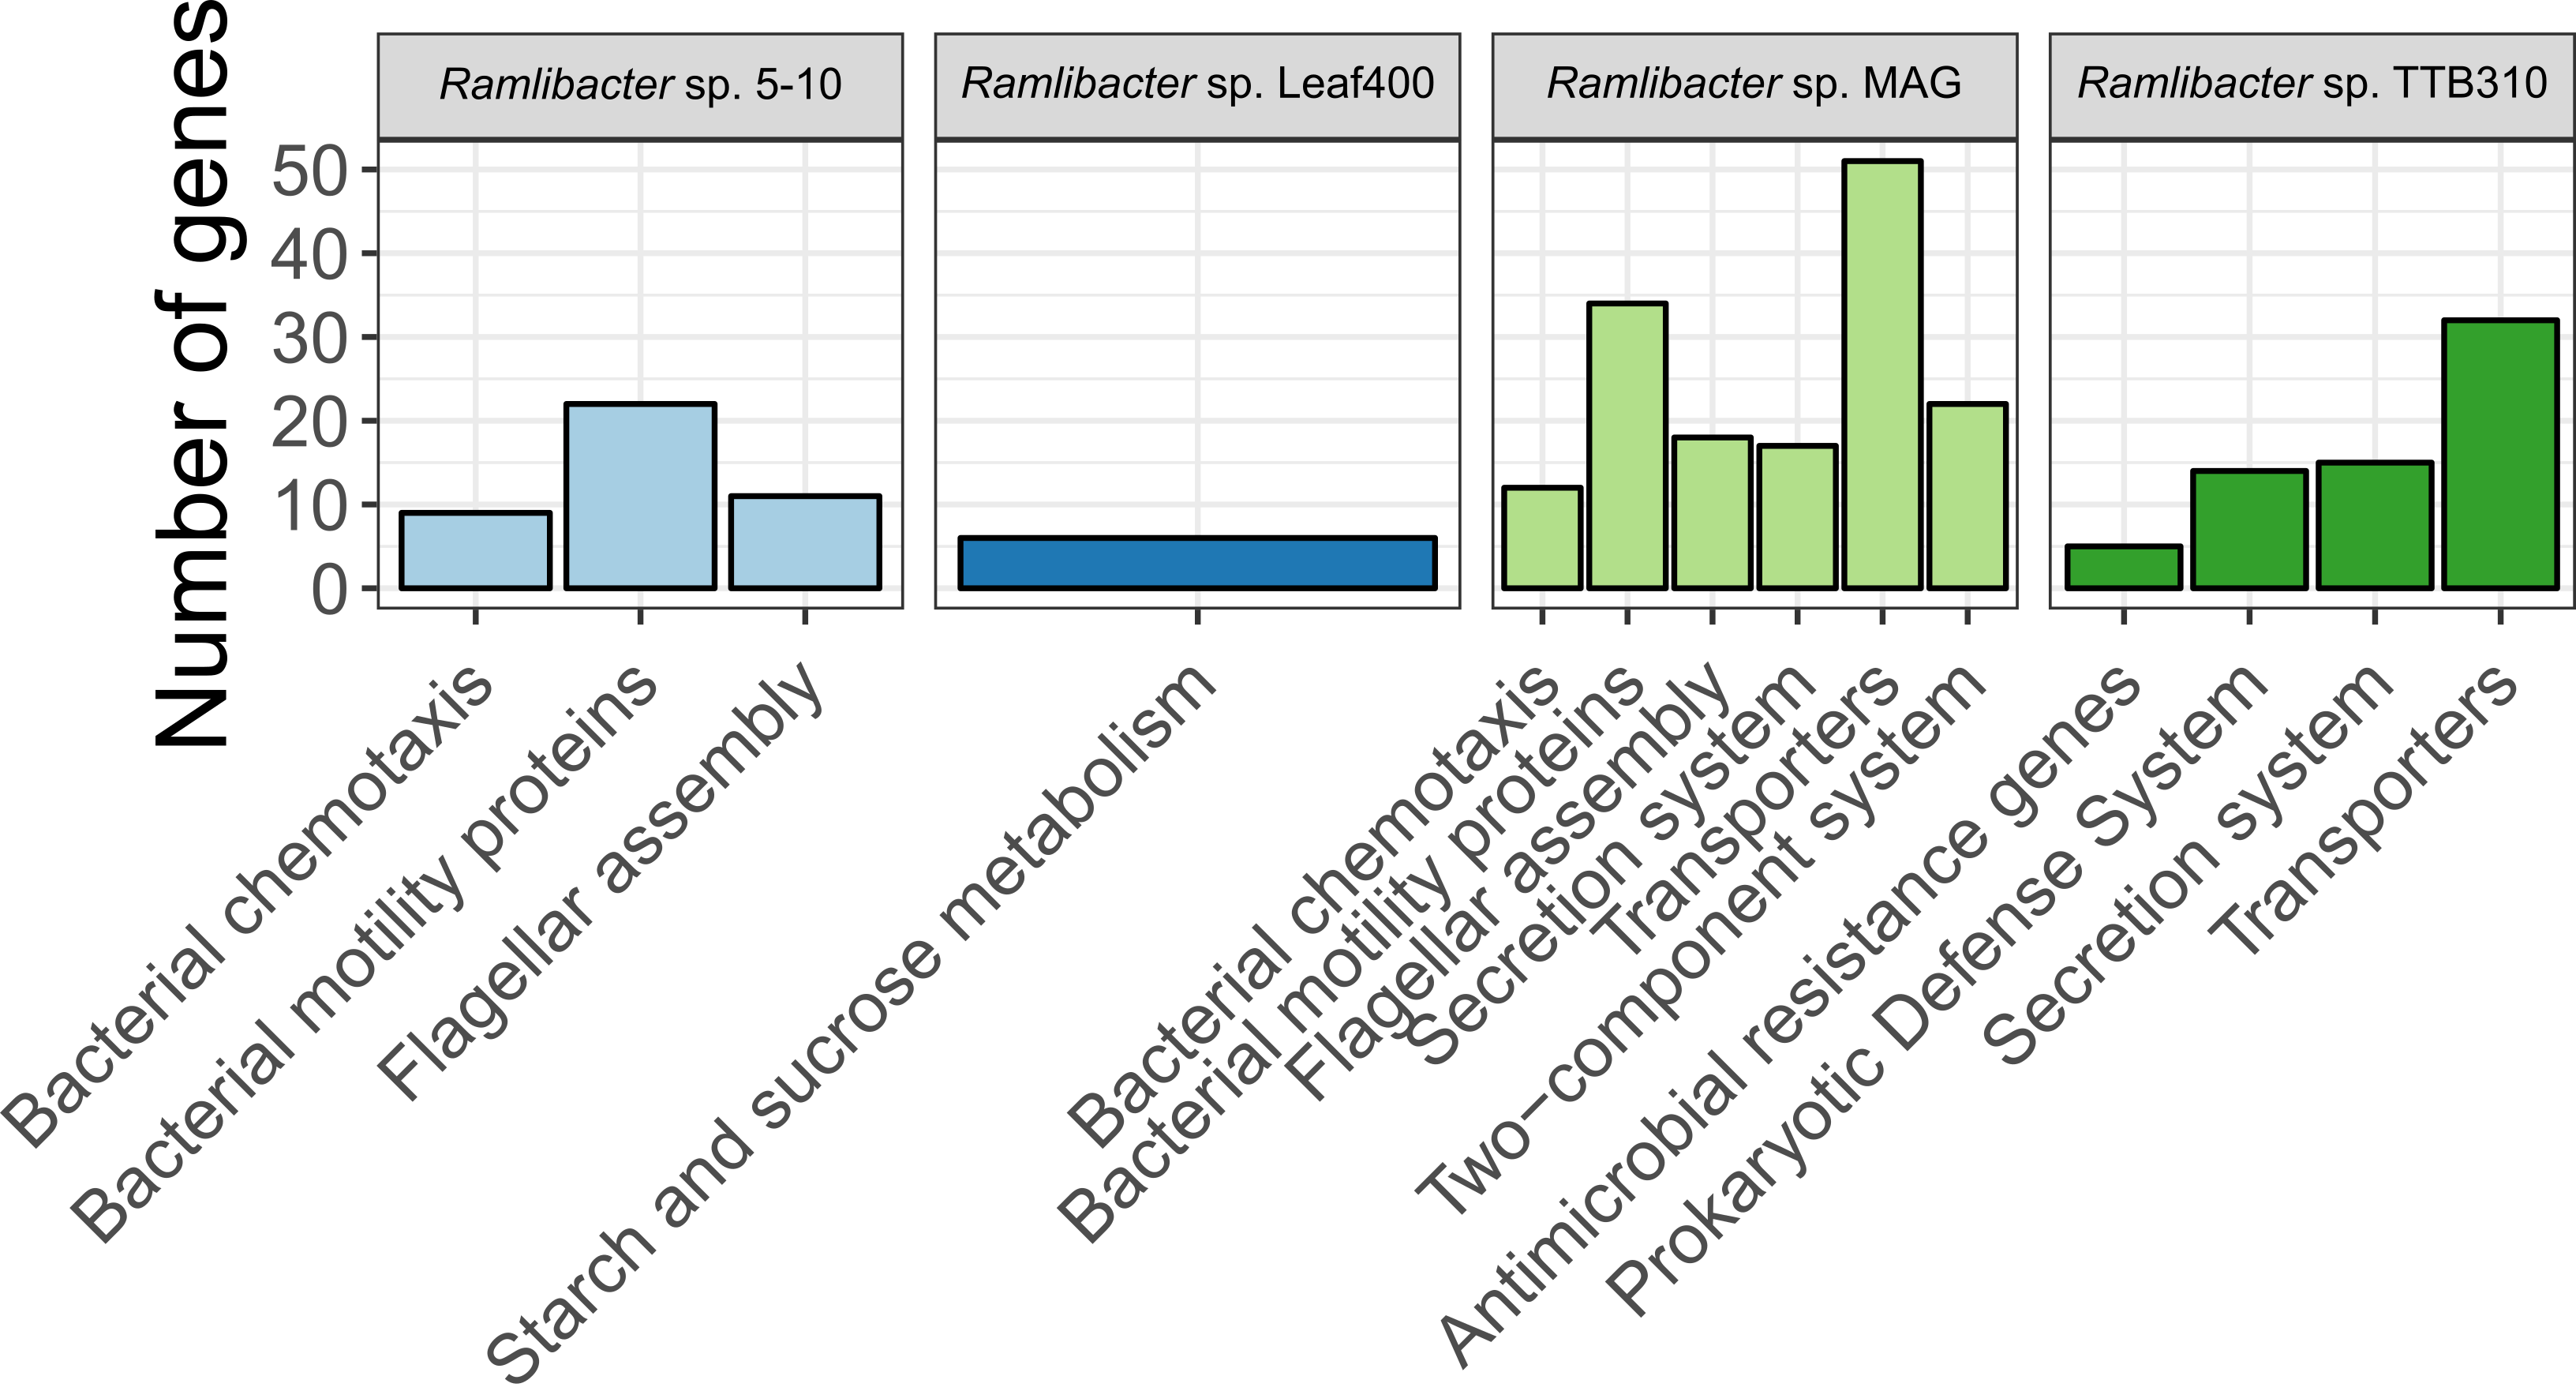 Number of genes
Ramlibacter sp. 5-10
Ramlibacter sp. Leaf400
Ramlibacter sp. MAG
Ramlibacter sp. TTB310
50
40
30
20
10
0
Bacterial chemotaxis
Bacterial motility proteins
Flagellar assembly
Starch and sucrose metabolism
Bacterial chemotaxis
Bacterial motility proteins
Flagellar assembly
Secretion system
Transporters
Two−component system
Antimicrobial resistance genes
Prokaryotic Defense System
Secretion system
Transporters